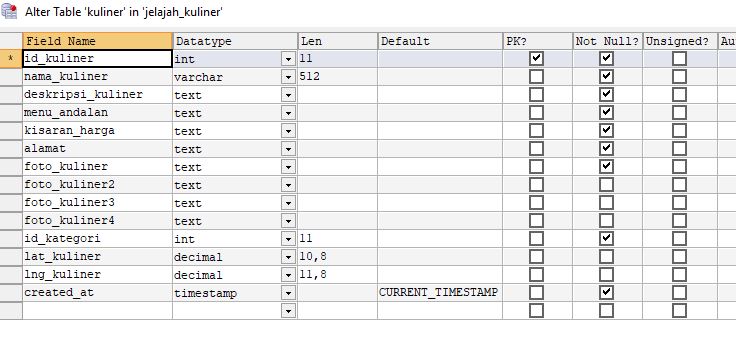 Alter Table 'kuliner' in 'jelajah_kuliner'
Field Name Datatype Len Default PK? Not Null? Unsigned? Au
* id_kuliner int 11
nama_kuliner varchar 512
deskripsi_kuliner text
menu_andalan text
kisaran_harga text
alamat text
foto_kuliner text
foto_kuliner2 text
foto_kuliner3 text
foto_kuliner4 text
id_kategori int 11
lat_kuliner decimal 10,8
lng_kuliner decimal 11,8
created_at timestamp CURRENT_TIMESTAMP